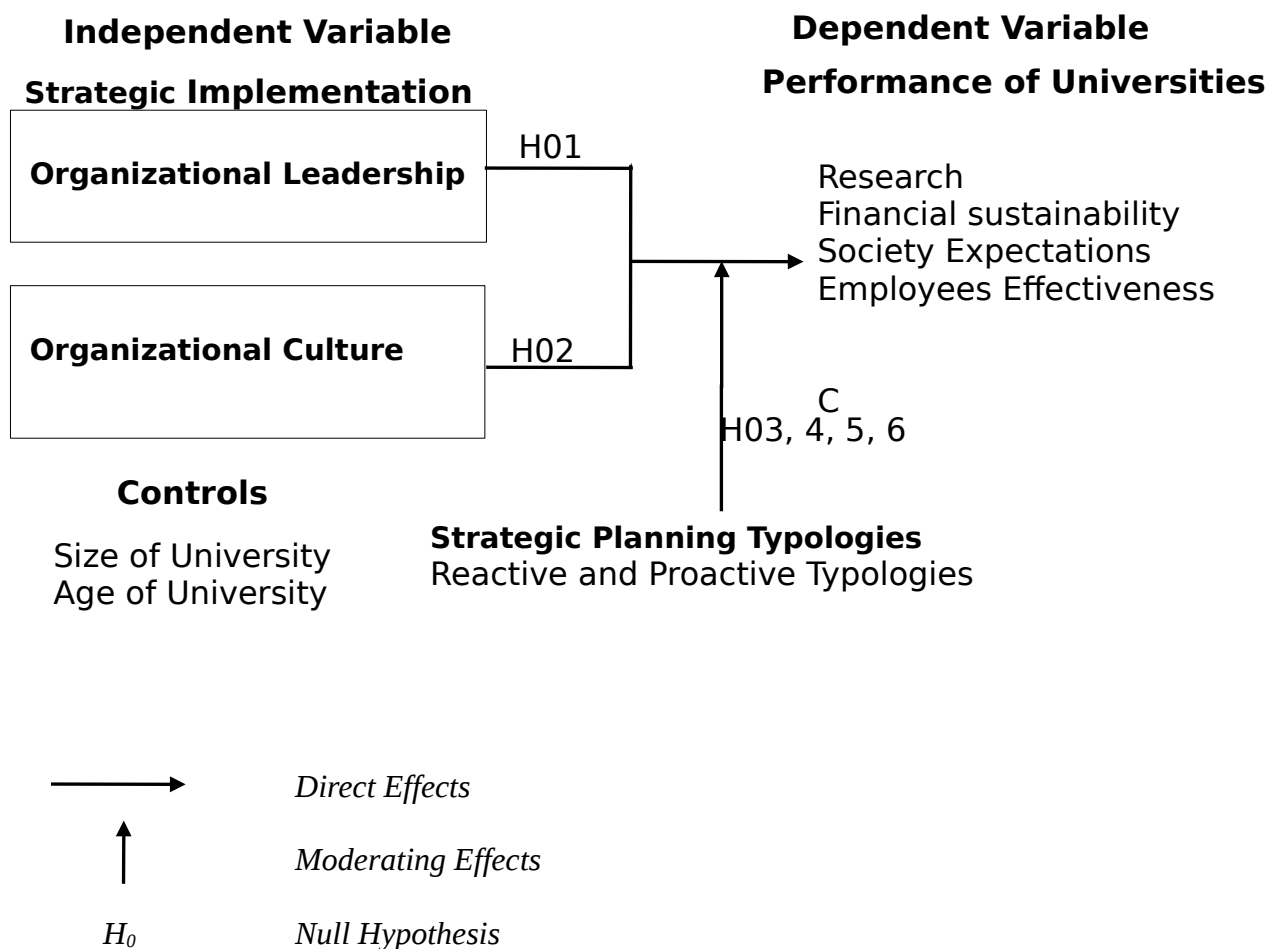 Independent Variable
Strategic Implementation
Organizational Leadership
H01
Organizational Culture
H02
Dependent Variable
Performance of Universities
Research
Financial sustainability
Society Expectations
Employees Effectiveness
C
H03, 4, 5, 6
Controls
Size of University
Age of University
Strategic Planning Typologies
Reactive and Proactive Typologies
Direct Effects
Moderating Effects
H₀ Null Hypothesis